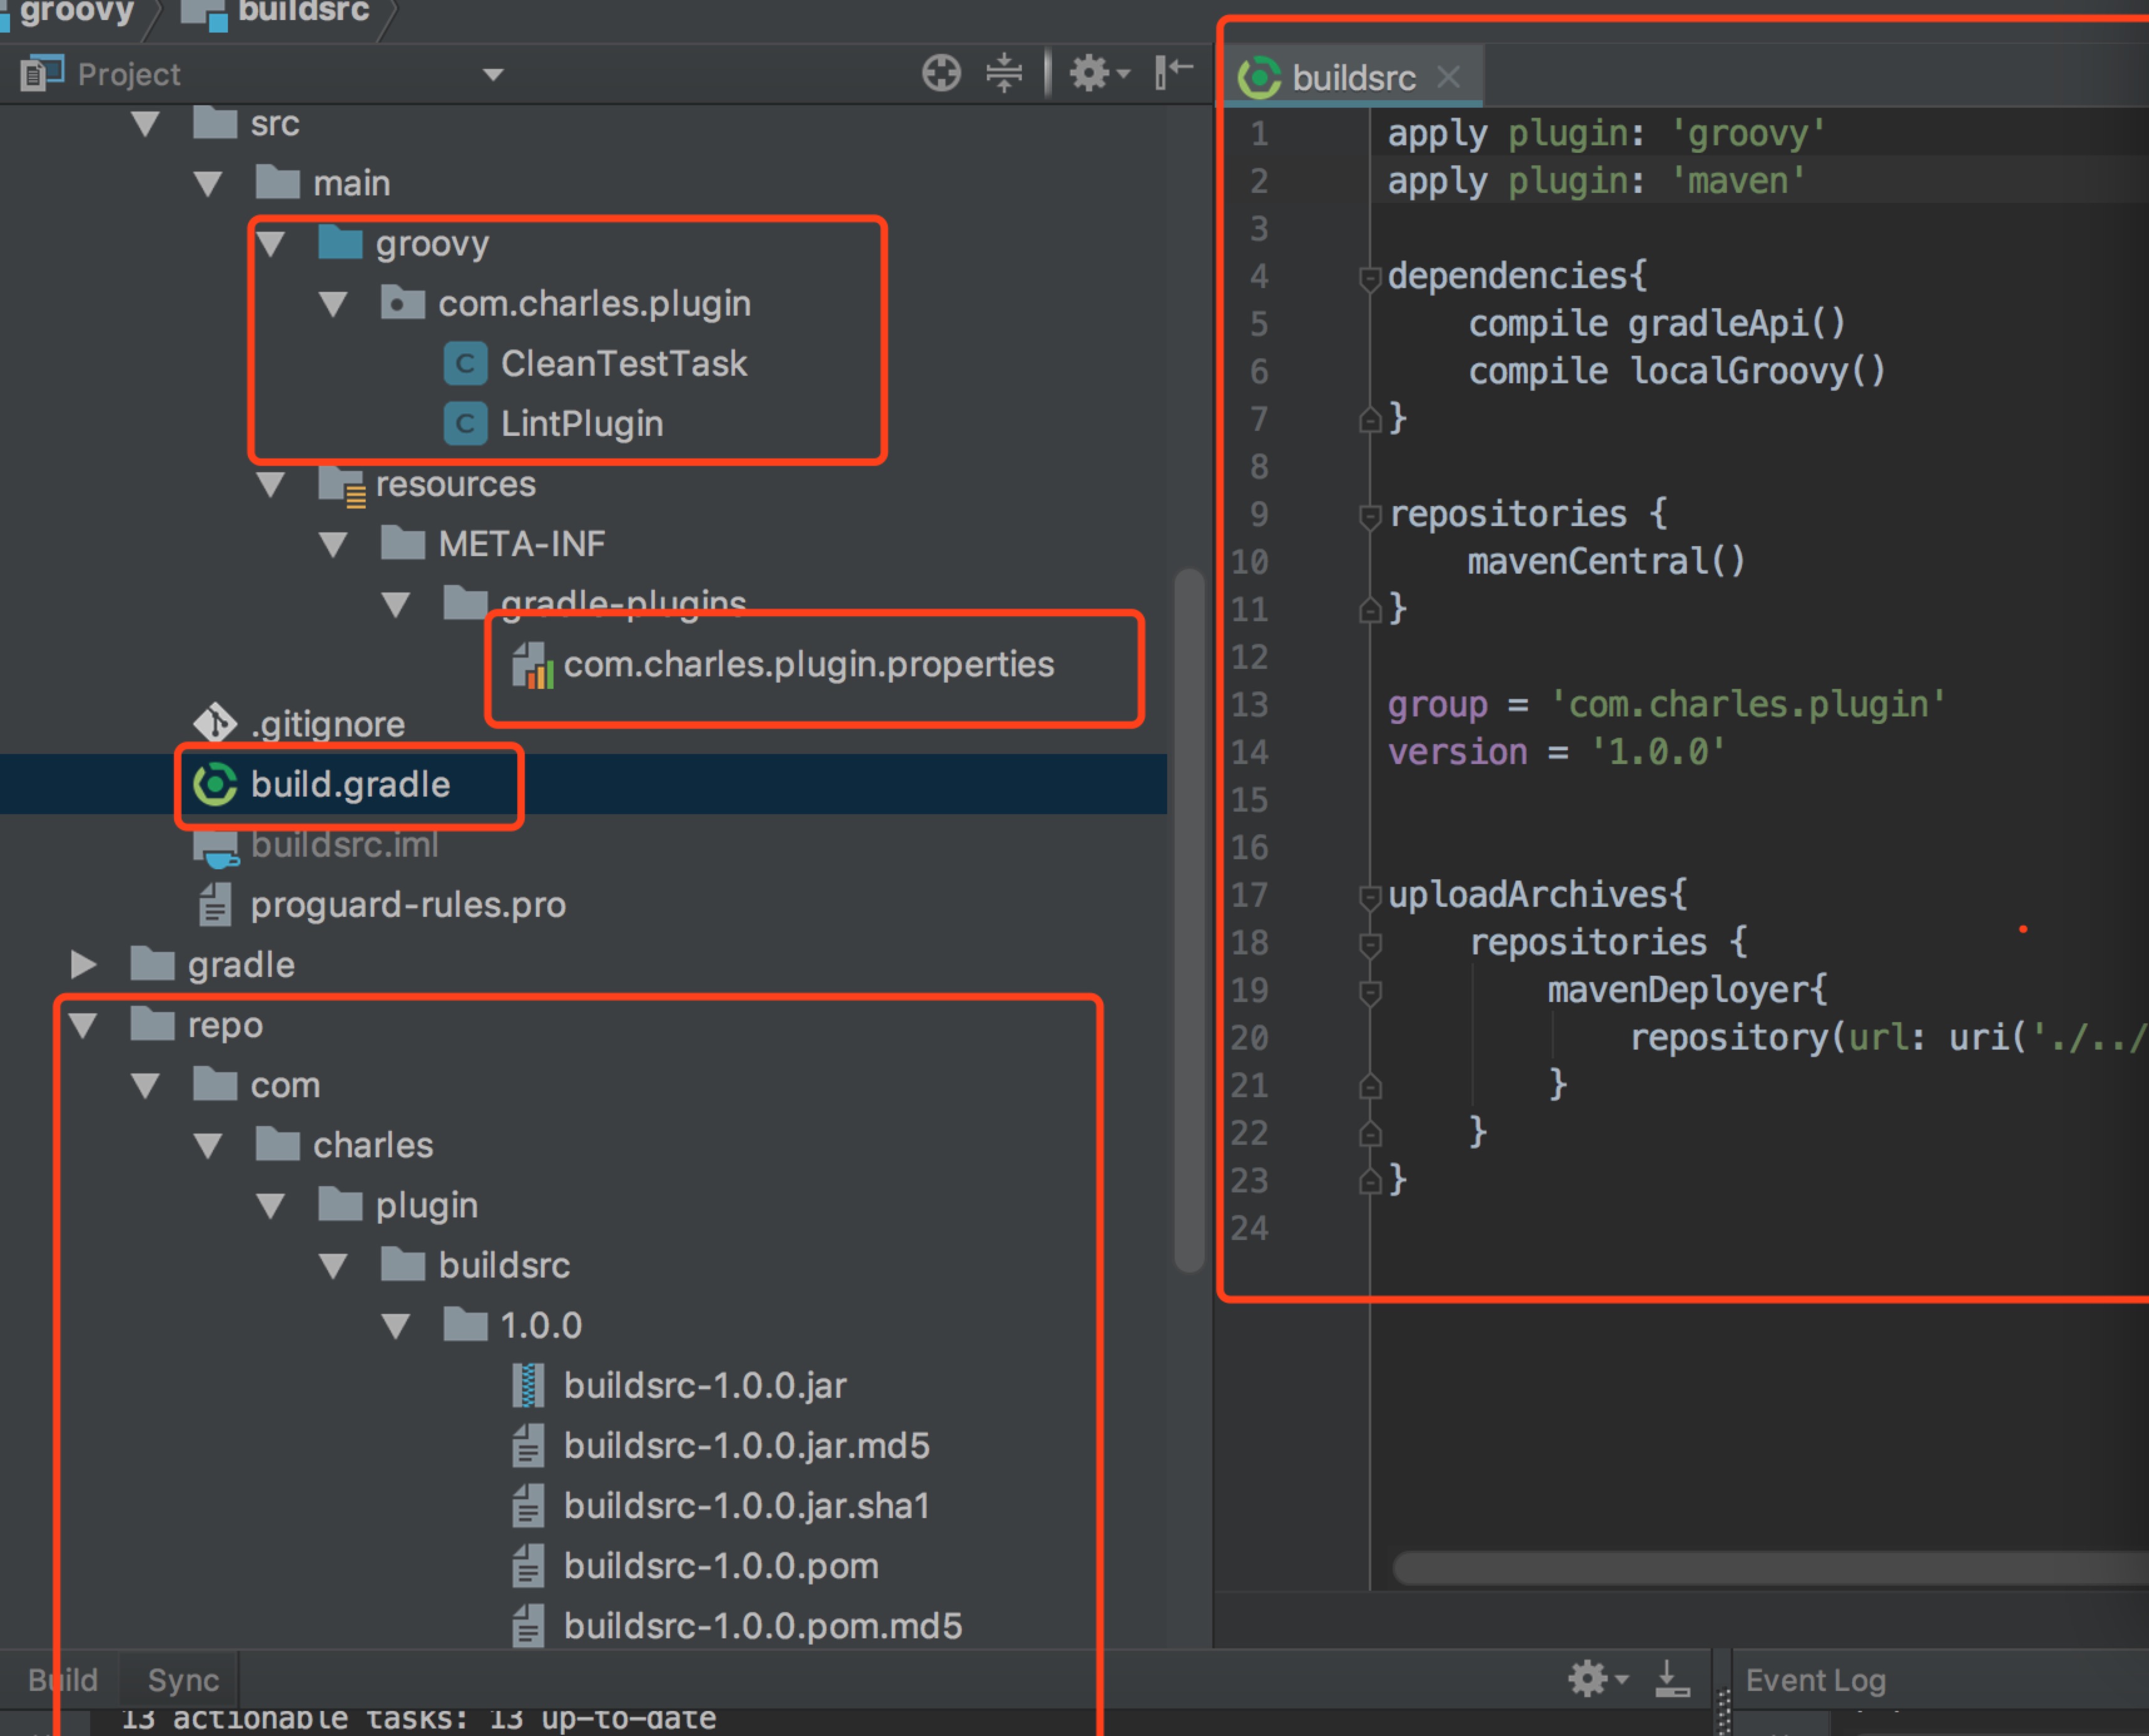 groovy buildsrc
Project
src
main
groovy
com.charles.plugin
CleanTestTask
LintPlugin
resources
META-INF
gradle-plugins
com.charles.plugin.properties
.gitignore
build.gradle
buildsrc.iml
proguard-rules.pro
gradle
repo
com
charles
plugin
buildsrc
1.0.0
buildsrc-1.0.0.jar
buildsrc-1.0.0.jar.md5
buildsrc-1.0.0.jar.sha1
buildsrc-1.0.0.pom
buildsrc-1.0.0.pom.md5
buildsrc
1 apply plugin: 'groovy'
2 apply plugin: 'maven'
3
4 dependencies{
5 compile gradleApi()
6 compile localGroovy()
7 }
8
9 repositories {
10 mavenCentral()
11 }
12
13 group = 'com.charles.plugin'
14 version = '1.0.0'
15
16
17 uploadArchives{
18 repositories {
19 mavenDeployer{
20 repository(url: uri('./../
21 }
22 }
23 }
24
Build Sync
Event Log
13 actionable tasks: 13 up-to-date